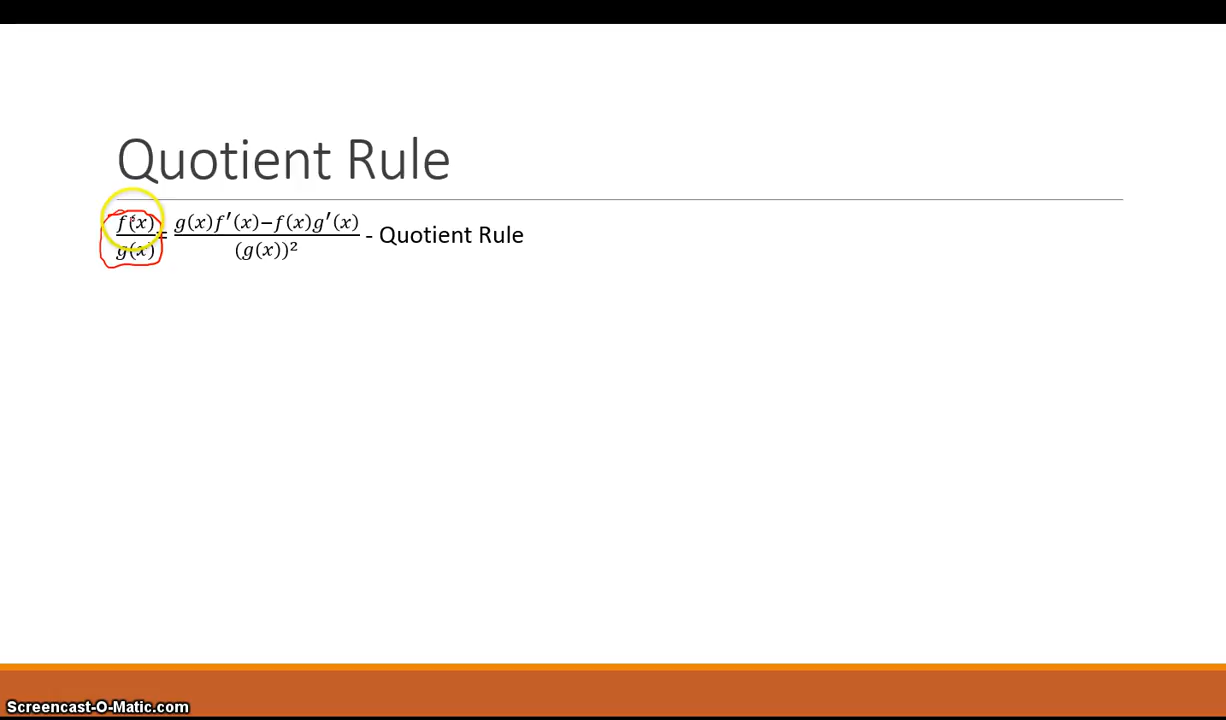 Quotient Rule
f(x)/g(x) = g(x)f′(x)−f(x)g′(x)/(g(x))² - Quotient Rule
Screencast-O-Matic.com